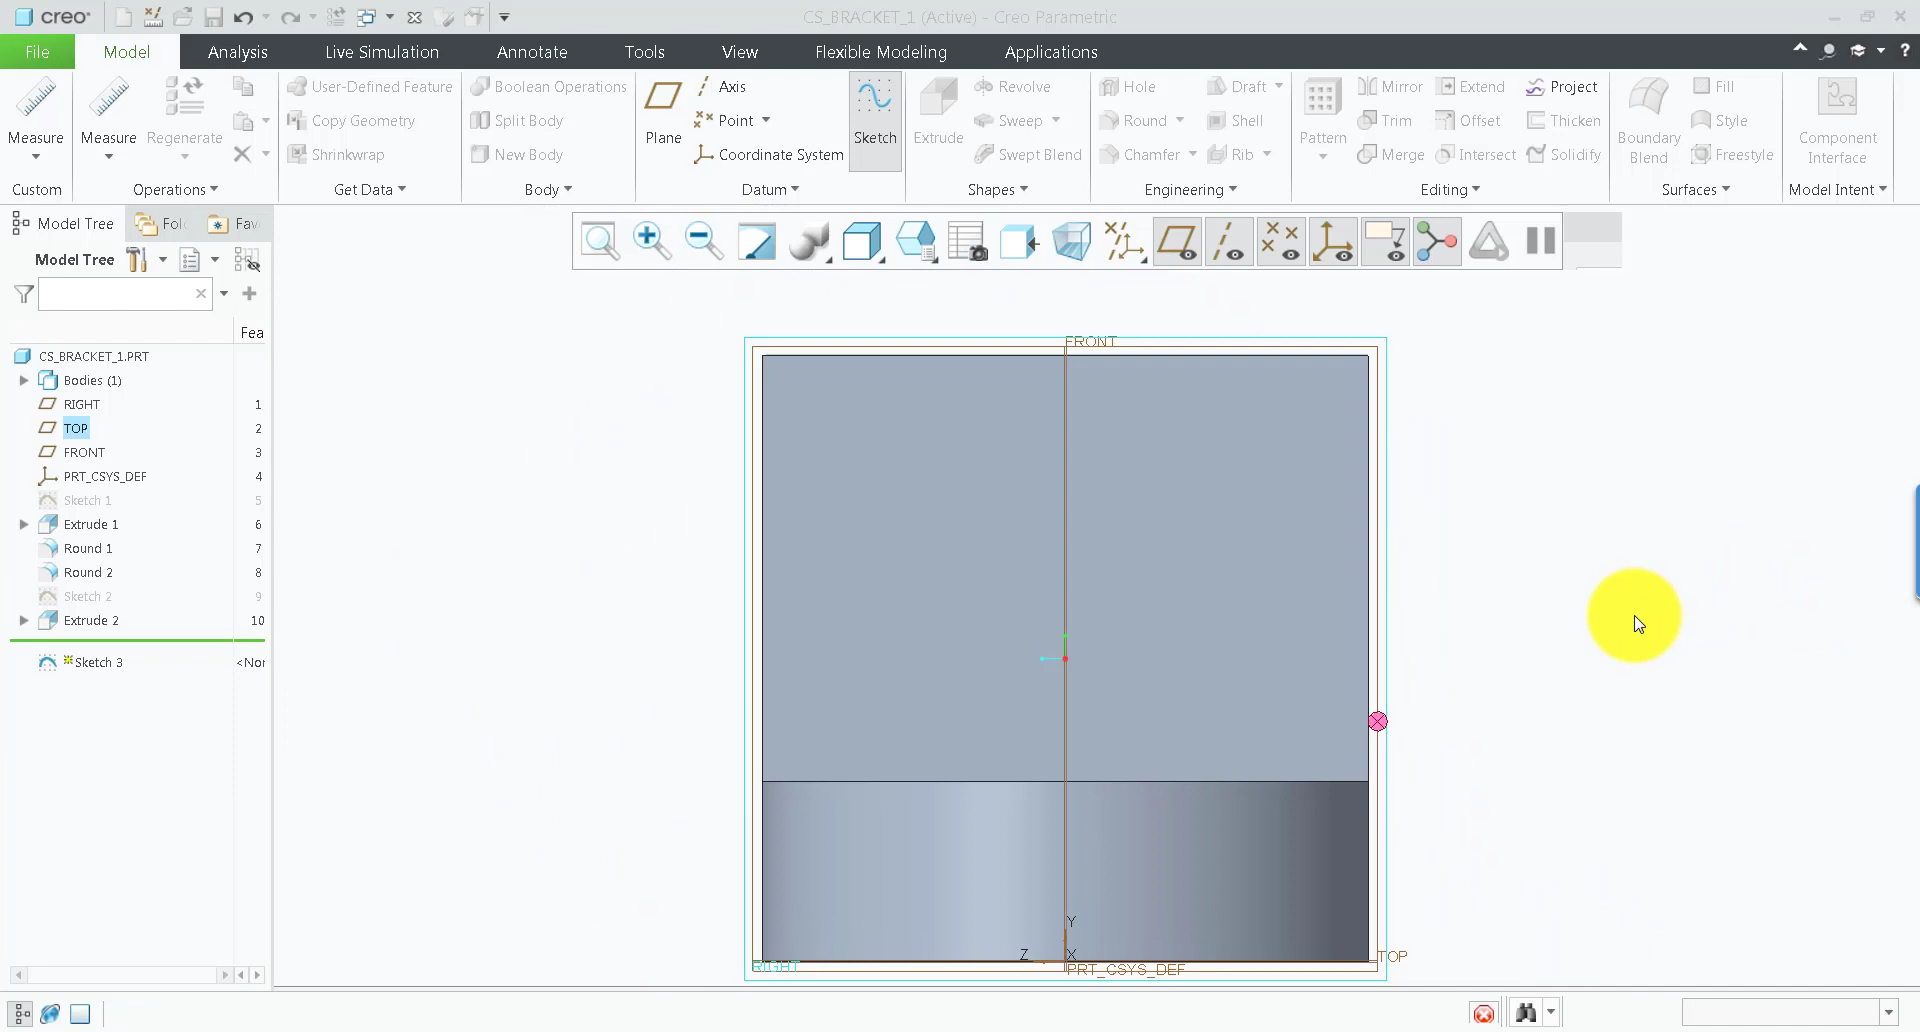 creo
CS_BRACKET_1 (Active) - Creo Parametric
File Model Analysis Live Simulation Annotate Tools View Flexible Modeling Applications ?
Measure Measure Regenerate User-Defined Feature Boolean Operations Plane Axis Sketch Extrude Revolve Hole Draft Pattern Mirror Extend Project Boundary Blend Fill Component Interface
Copy Geometry Split Body Point Sweep Round Shell Trim Offset Thicken Style
Shrinkwrap New Body Coordinate System Swept Blend Chamfer Rib Merge Intersect Solidify Freestyle
Custom Operations Get Data Body Datum Shapes Engineering Editing Surfaces Model Intent
Model Tree Fol Fav
Model Tree
Fea
CS_BRACKET_1.PRT
Bodies (1)
RIGHT 1
TOP 2
FRONT 3
PRT_CSYS_DEF 4
Sketch 1 5
Extrude 1 6
Round 1 7
Round 2 8
Sketch 2 9
Extrude 2 10
Sketch 3 <Nor
FRONT
Y
Z X
TOP
RIGHT
PRT_CSYS_DEF